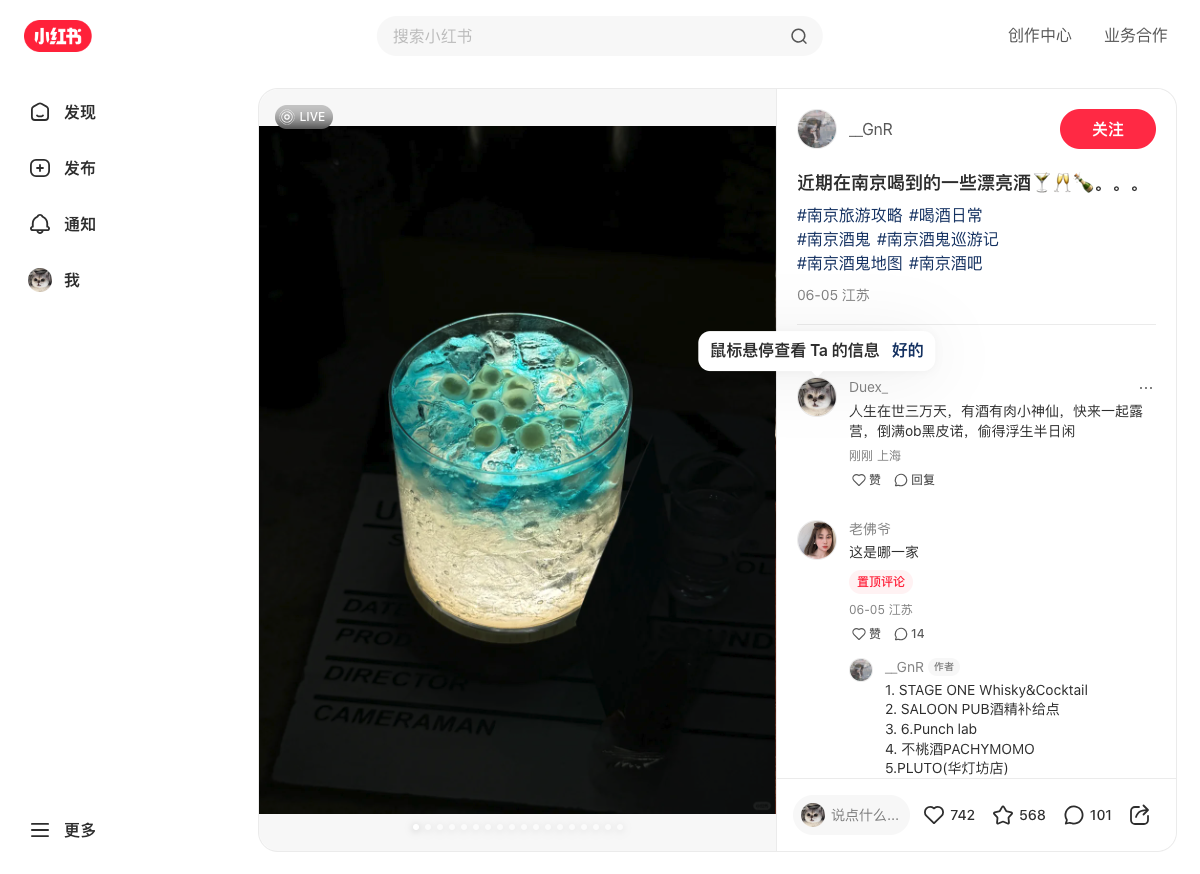 小红书
搜索小红书
创作中心
业务合作
发现
发布
通知
我
更多
LIVE
DATE
PROD
SOUND
DIRECTOR
CAMERAMAN
__GnR
关注
近期在南京喝到的一些漂亮酒🍸🥂🍾。。。
#南京旅游攻略 #喝酒日常
#南京酒鬼 #南京酒鬼巡游记
#南京酒鬼地图 #南京酒吧
06-05 江苏
鼠标悬停查看 Ta 的信息 好的
Duex_
人生在世三万天，有酒有肉小神仙，快来一起露
营，倒满ob黑皮诺，偷得浮生半日闲
刚刚 上海
赞 回复
老佛爷
这是哪一家
置顶评论
06-05 江苏
赞 14
__GnR 作者
1. STAGE ONE Whisky&Cocktail
2. SALOON PUB酒精补给点
3. 6.Punch lab
4. 不桃酒PACHYMOMO
5.PLUTO(华灯坊店)
说点什么...
742
568
101